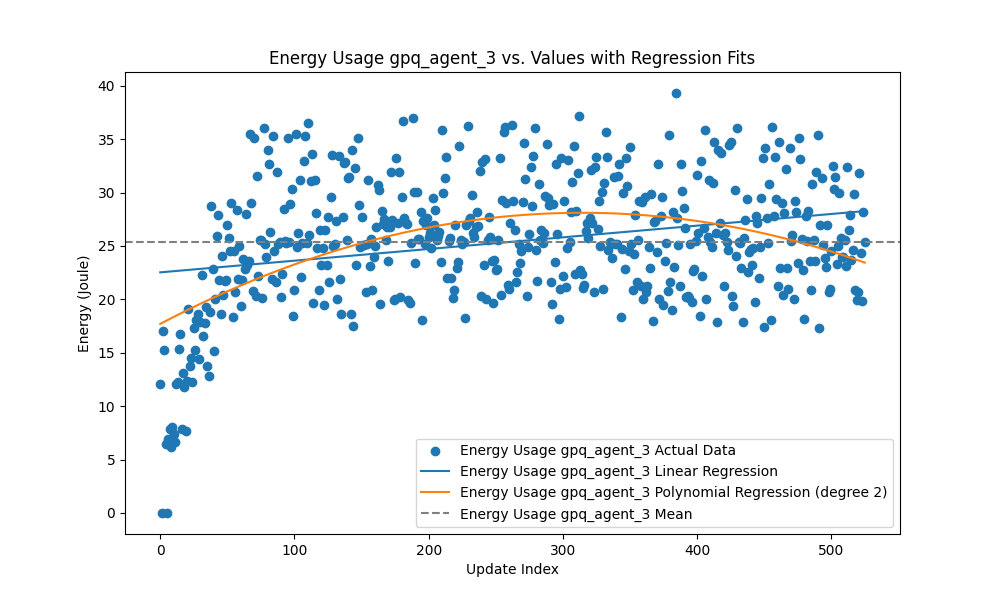 Energy Usage gpq_agent_3 vs. Values with Regression Fits
40
35
30
25
20
15
10
5
0
Energy (Joule)
0 100 200 300 400 500
Update Index
Energy Usage gpq_agent_3 Actual Data
Energy Usage gpq_agent_3 Linear Regression
Energy Usage gpq_agent_3 Polynomial Regression (degree 2)
Energy Usage gpq_agent_3 Mean